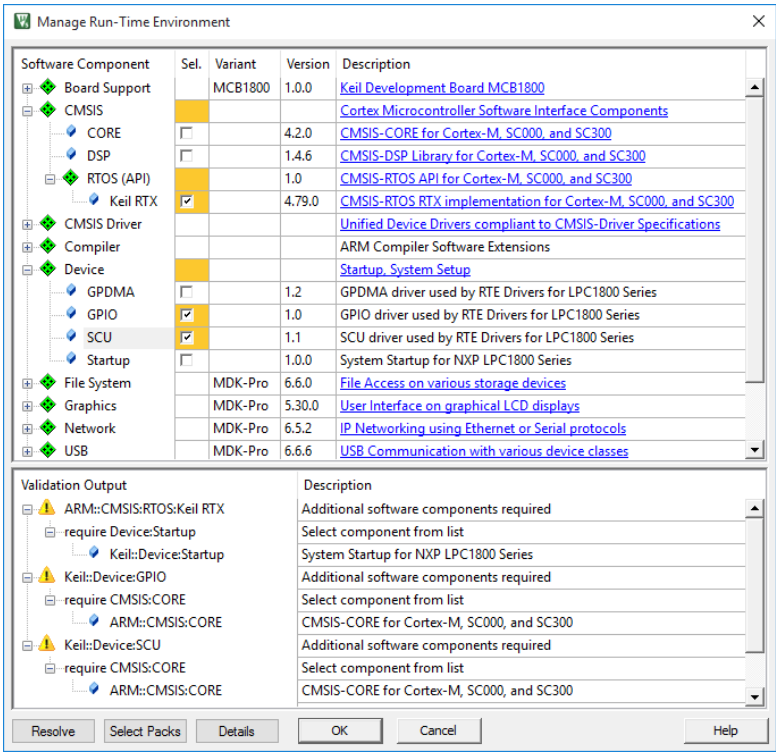 Manage Run-Time Environment
Software Component Sel. Variant Version Description
Board Support MCB1800 1.0.0 Keil Development Board MCB1800
CMSIS Cortex Microcontroller Software Interface Components
CORE 4.2.0 CMSIS-CORE for Cortex-M, SC000, and SC300
DSP 1.4.6 CMSIS-DSP Library for Cortex-M, SC000, and SC300
RTOS (API) 1.0 CMSIS-RTOS API for Cortex-M, SC000, and SC300
Keil RTX 4.79.0 CMSIS-RTOS RTX implementation for Cortex-M, SC000, and SC300
CMSIS Driver Unified Device Drivers compliant to CMSIS-Driver Specifications
Compiler ARM Compiler Software Extensions
Device Startup, System Setup
GPDMA 1.2 GPDMA driver used by RTE Drivers for LPC1800 Series
GPIO 1.0 GPIO driver used by RTE Drivers for LPC1800 Series
SCU 1.1 SCU driver used by RTE Drivers for LPC1800 Series
Startup 1.0.0 System Startup for NXP LPC1800 Series
File System MDK-Pro 6.6.0 File Access on various storage devices
Graphics MDK-Pro 5.30.0 User Interface on graphical LCD displays
Network MDK-Pro 6.5.2 IP Networking using Ethernet or Serial protocols
USB MDK-Pro 6.6.6 USB Communication with various device classes
Validation Output Description
ARM::CMSIS:RTOS:Keil RTX Additional software components required
require Device:Startup Select component from list
Keil::Device:Startup System Startup for NXP LPC1800 Series
Keil::Device:GPIO Additional software components required
require CMSIS:CORE Select component from list
ARM::CMSIS:CORE CMSIS-CORE for Cortex-M, SC000, and SC300
Keil::Device:SCU Additional software components required
require CMSIS:CORE Select component from list
ARM::CMSIS:CORE CMSIS-CORE for Cortex-M, SC000, and SC300
Resolve Select Packs Details OK Cancel Help